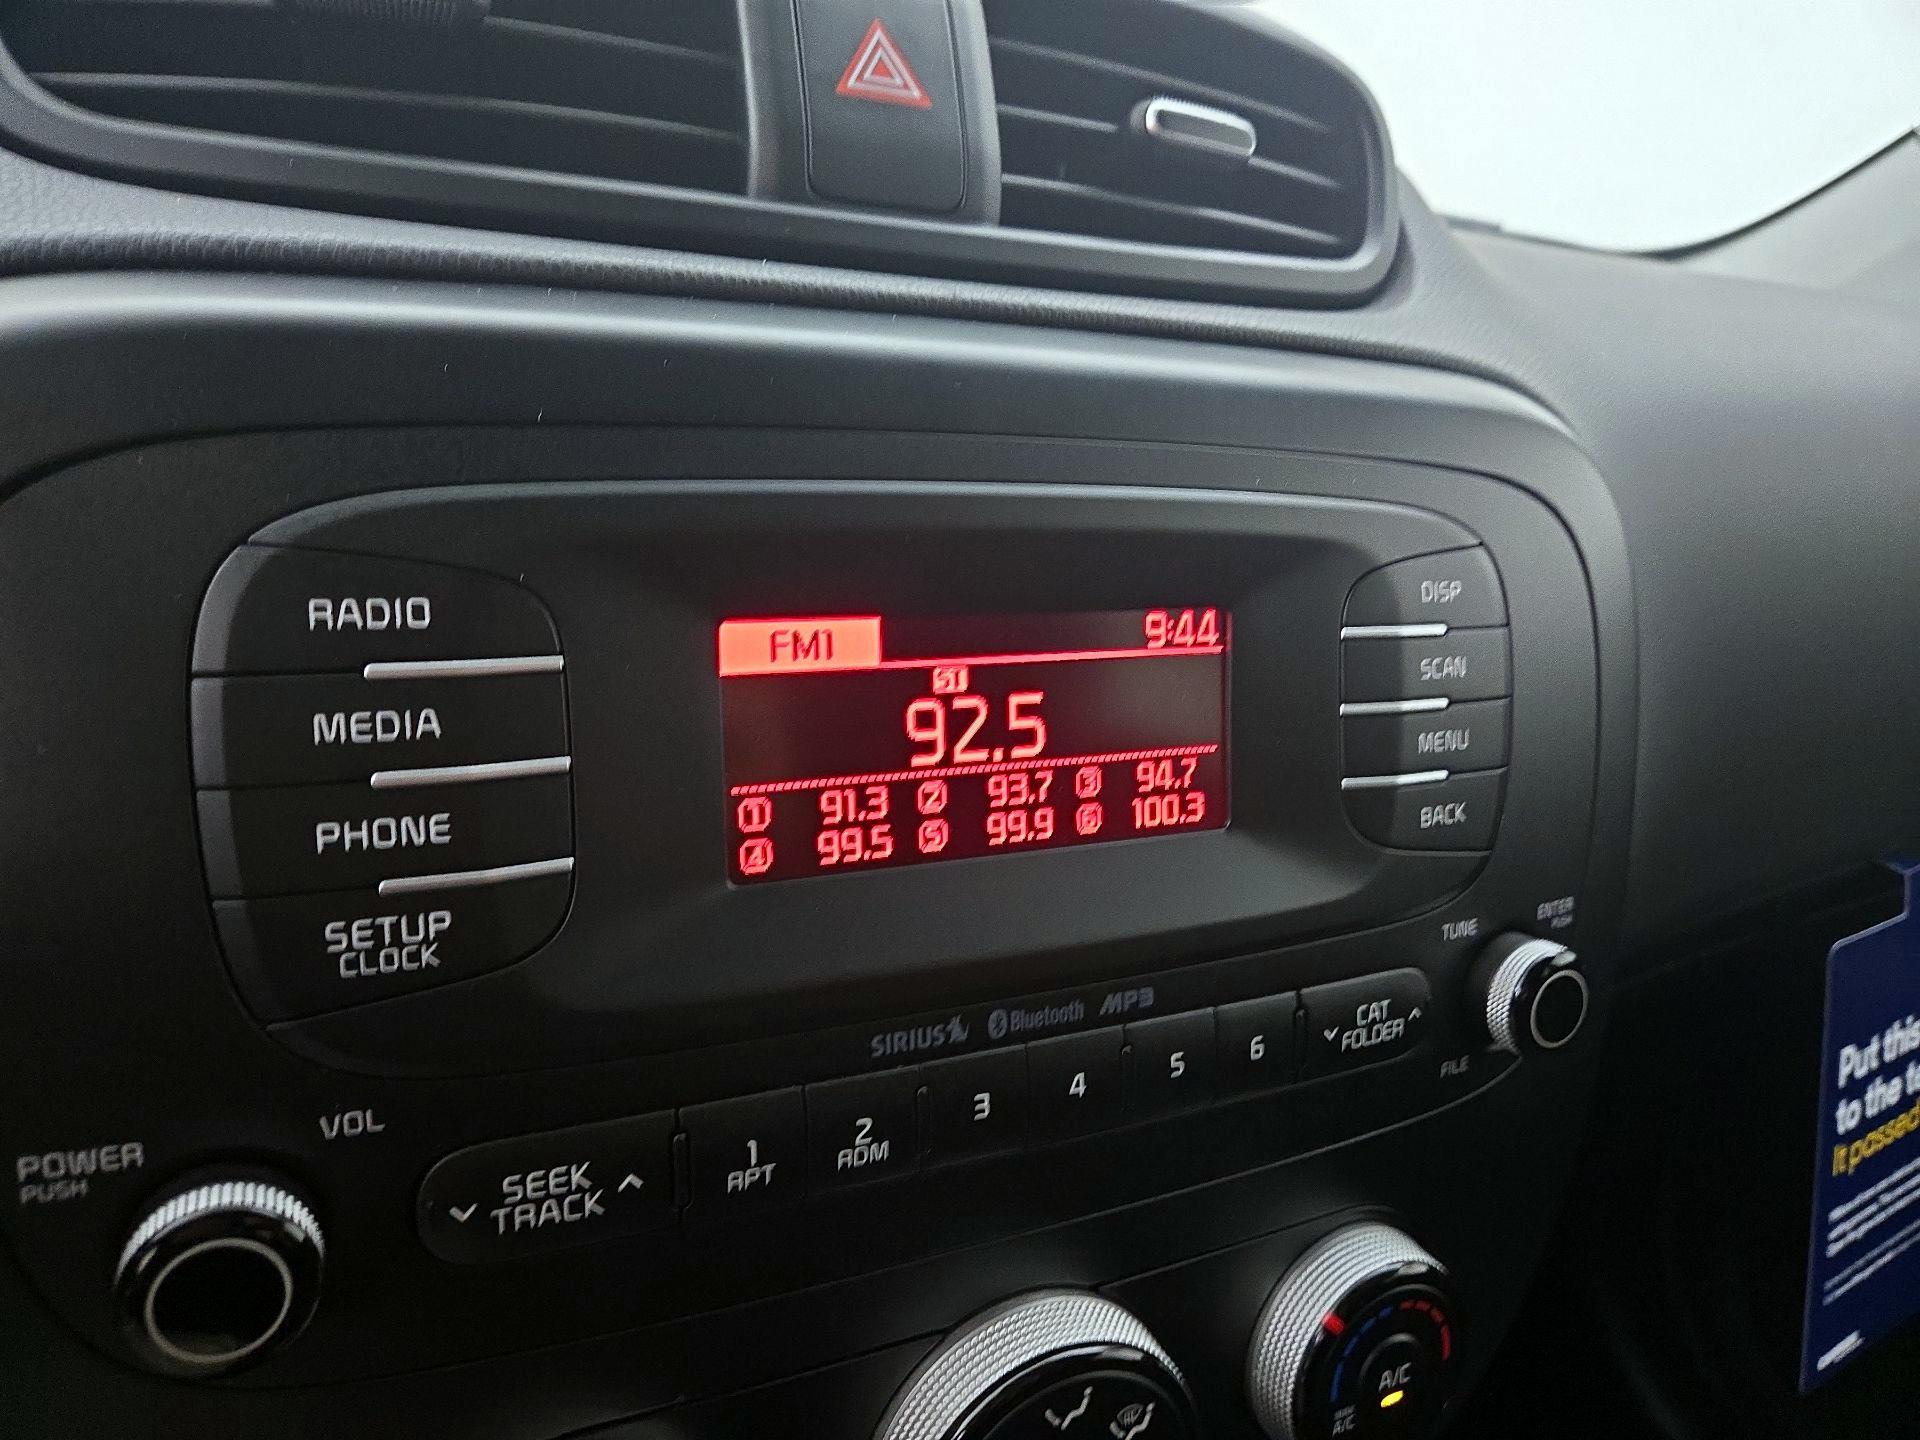 FM1 9:44
ST
92.5
1 91.3 2 93.7 3 94.7
4 99.5 5 99.9 6 100.3
RADIO
MEDIA
PHONE
SETUP
CLOCK
DISP
SCAN
MENU
BACK
SIRIUS Bluetooth MP3
TUNE
ENTER
PUSH
FILE
VOL
POWER
PUSH
SEEK
TRACK
1
APT
2
RDM
3
4
5
6
CAT
FOLDER
A/C
MAX
A/C
Put this
to the
It passed